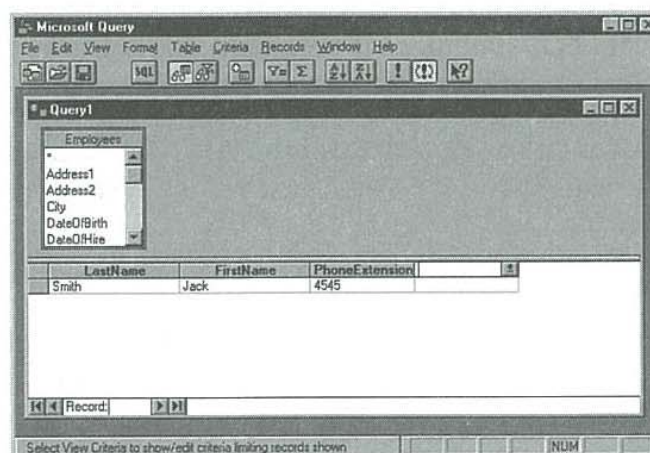 Microsoft Query
File Edit View Format Table Criteria Records Window Help
SQL
Query1
Employees
*
Address1
Address2
City
DateOfBirth
DateOfHire
LastName FirstName PhoneExtension
Smith Jack 4545
Record:
Select View Criteria to show/edit criteria limiting records shown NUM